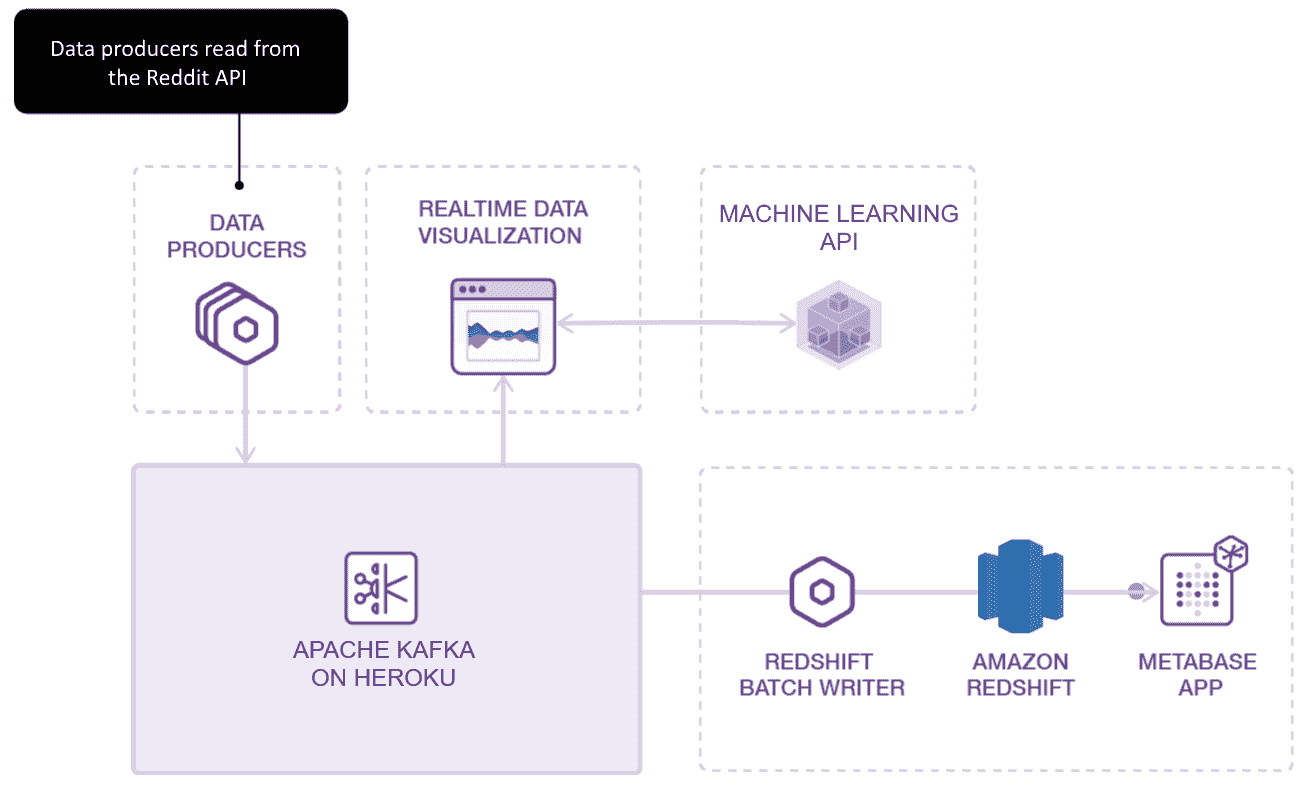 Data producers read from
the Reddit API
DATA
PRODUCERS
REALTIME DATA
VISUALIZATION
MACHINE LEARNING
API
APACHE KAFKA
ON HEROKU
REDSHIFT
BATCH WRITER
AMAZON
REDSHIFT
METABASE
APP